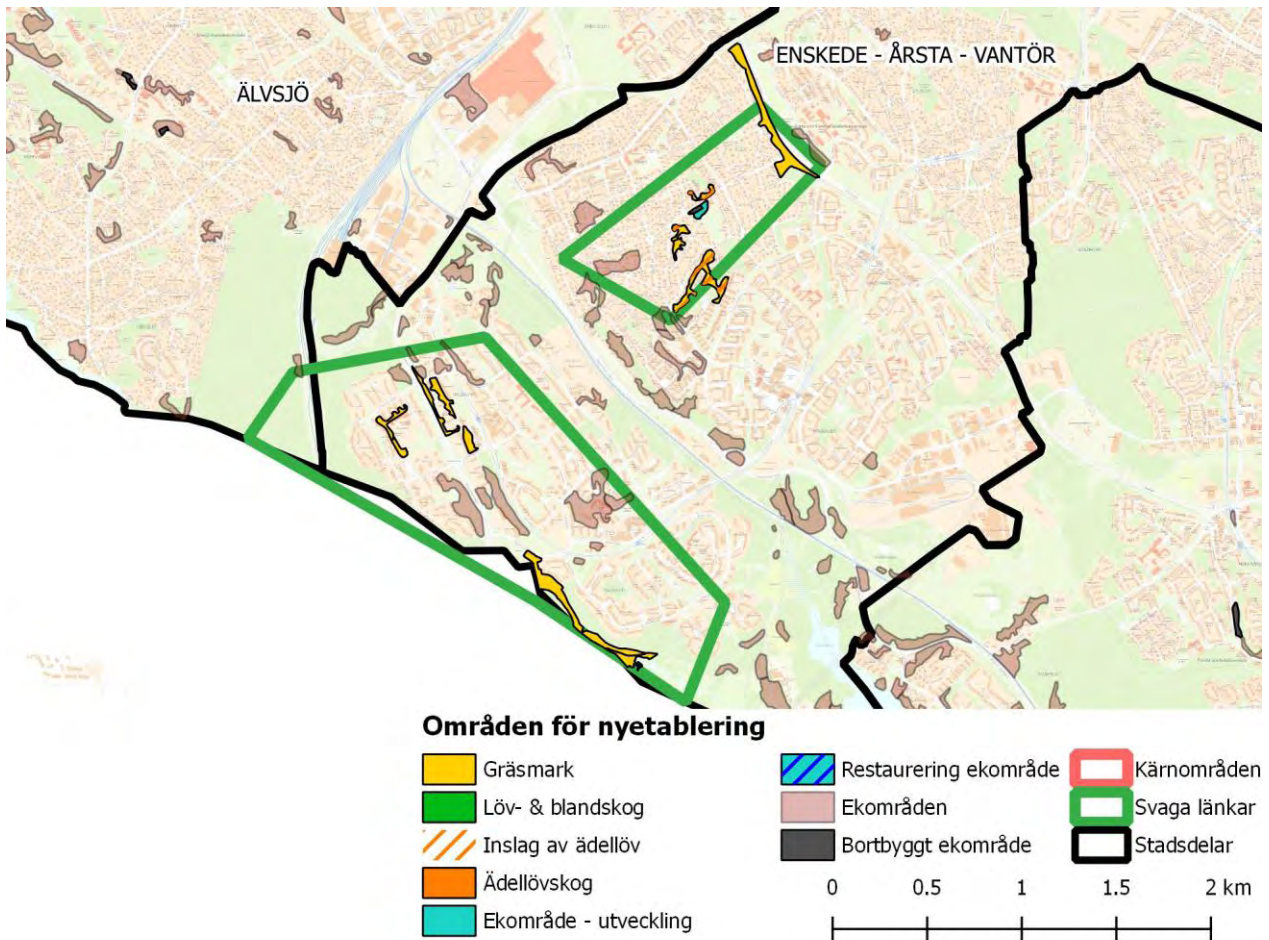 ENSKEDE - ÅRSTA - VANTÖR
ÄLVSJÖ
Områden för nyetablering
Gräsmark
Löv- & blandskog
Inslag av ädellöv
Ädellövskog
Ekområde - utveckling
Restaurering ekområde
Ekområden
Bortbyggt ekområde
Kärnområden
Svaga länkar
Stadsdelar
0 0.5 1 1.5 2 km